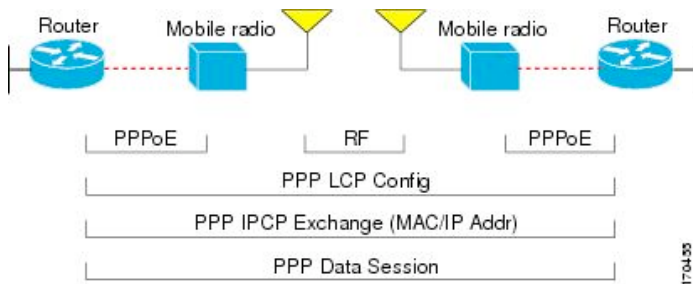 Router
Mobile radio
Mobile radio
Router
PPPoE
RF
PPPoE
PPP LCP Config
PPP IPCP Exchange (MAC/IP Addr)
PPP Data Session
170455